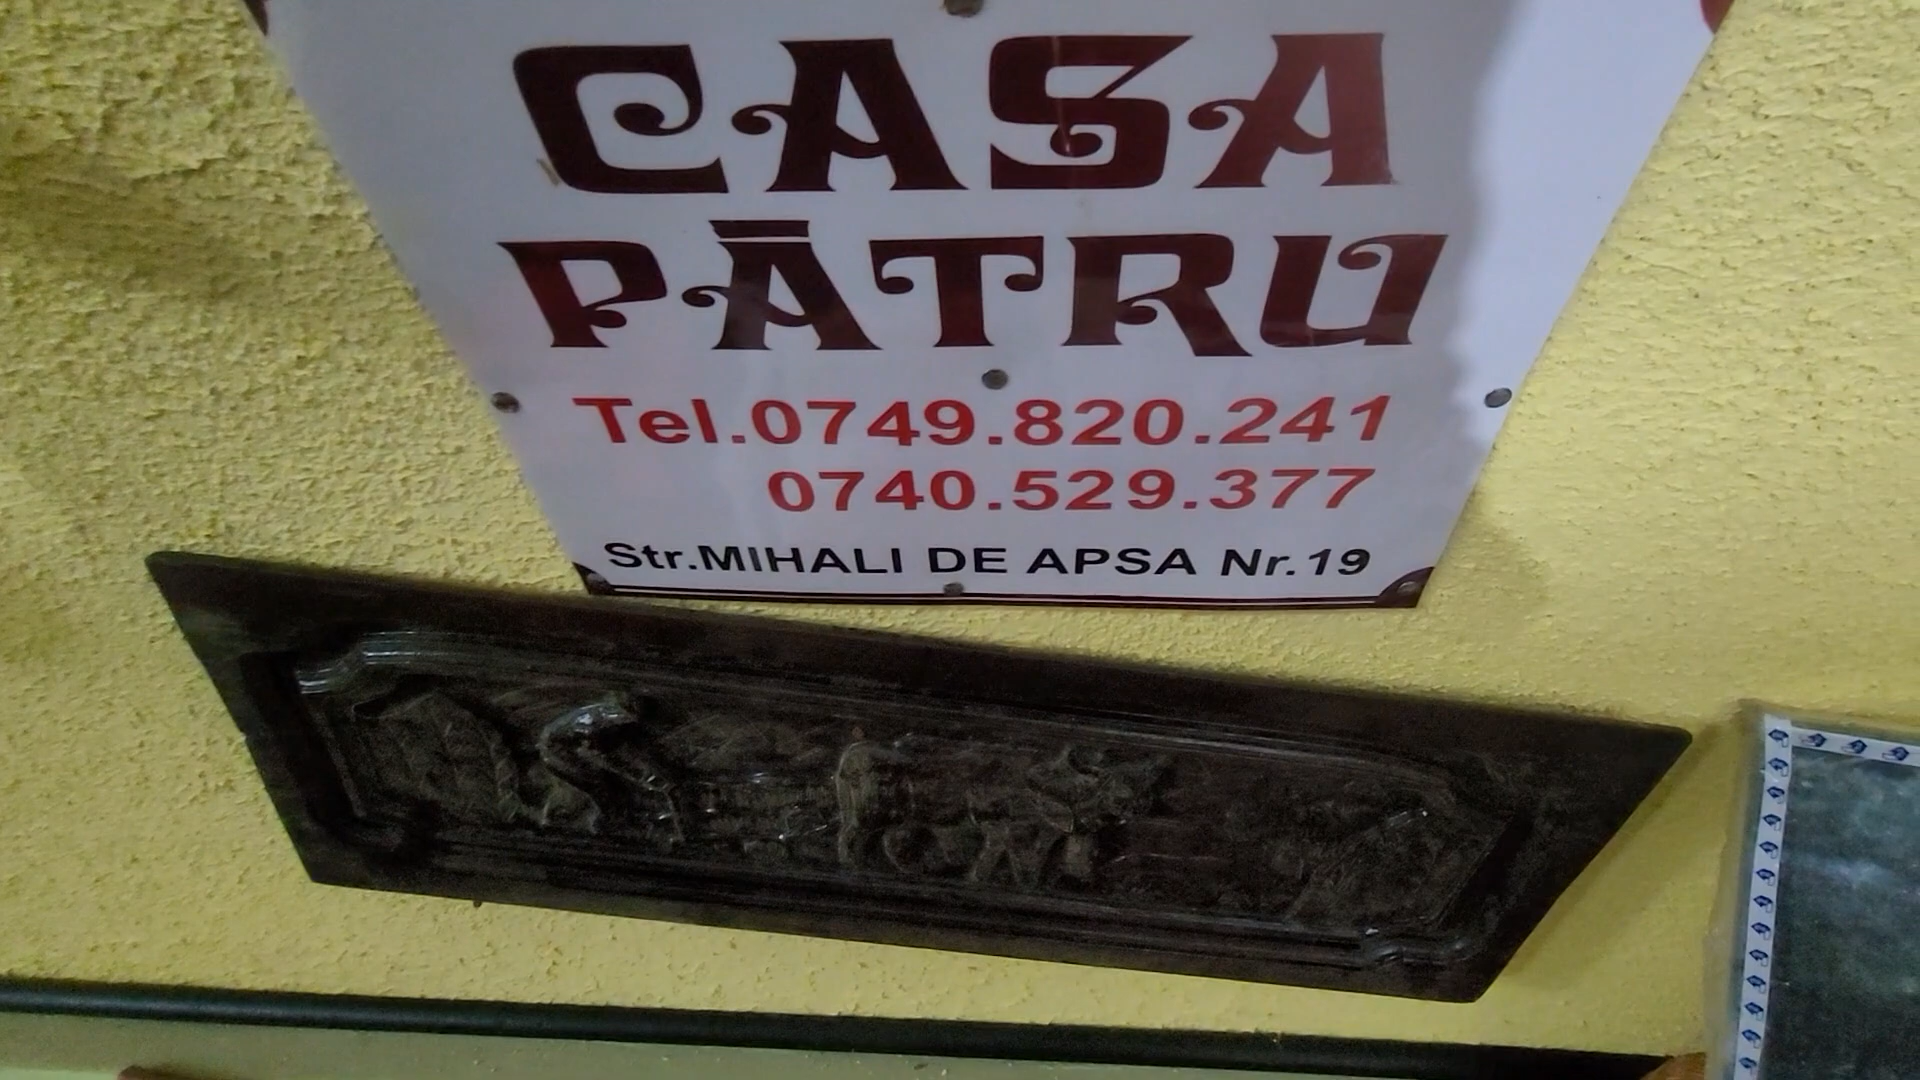 CASA
PĀTRU
Tel.0749.820.241
0740.529.377
Str.MIHALI DE APSA Nr.19